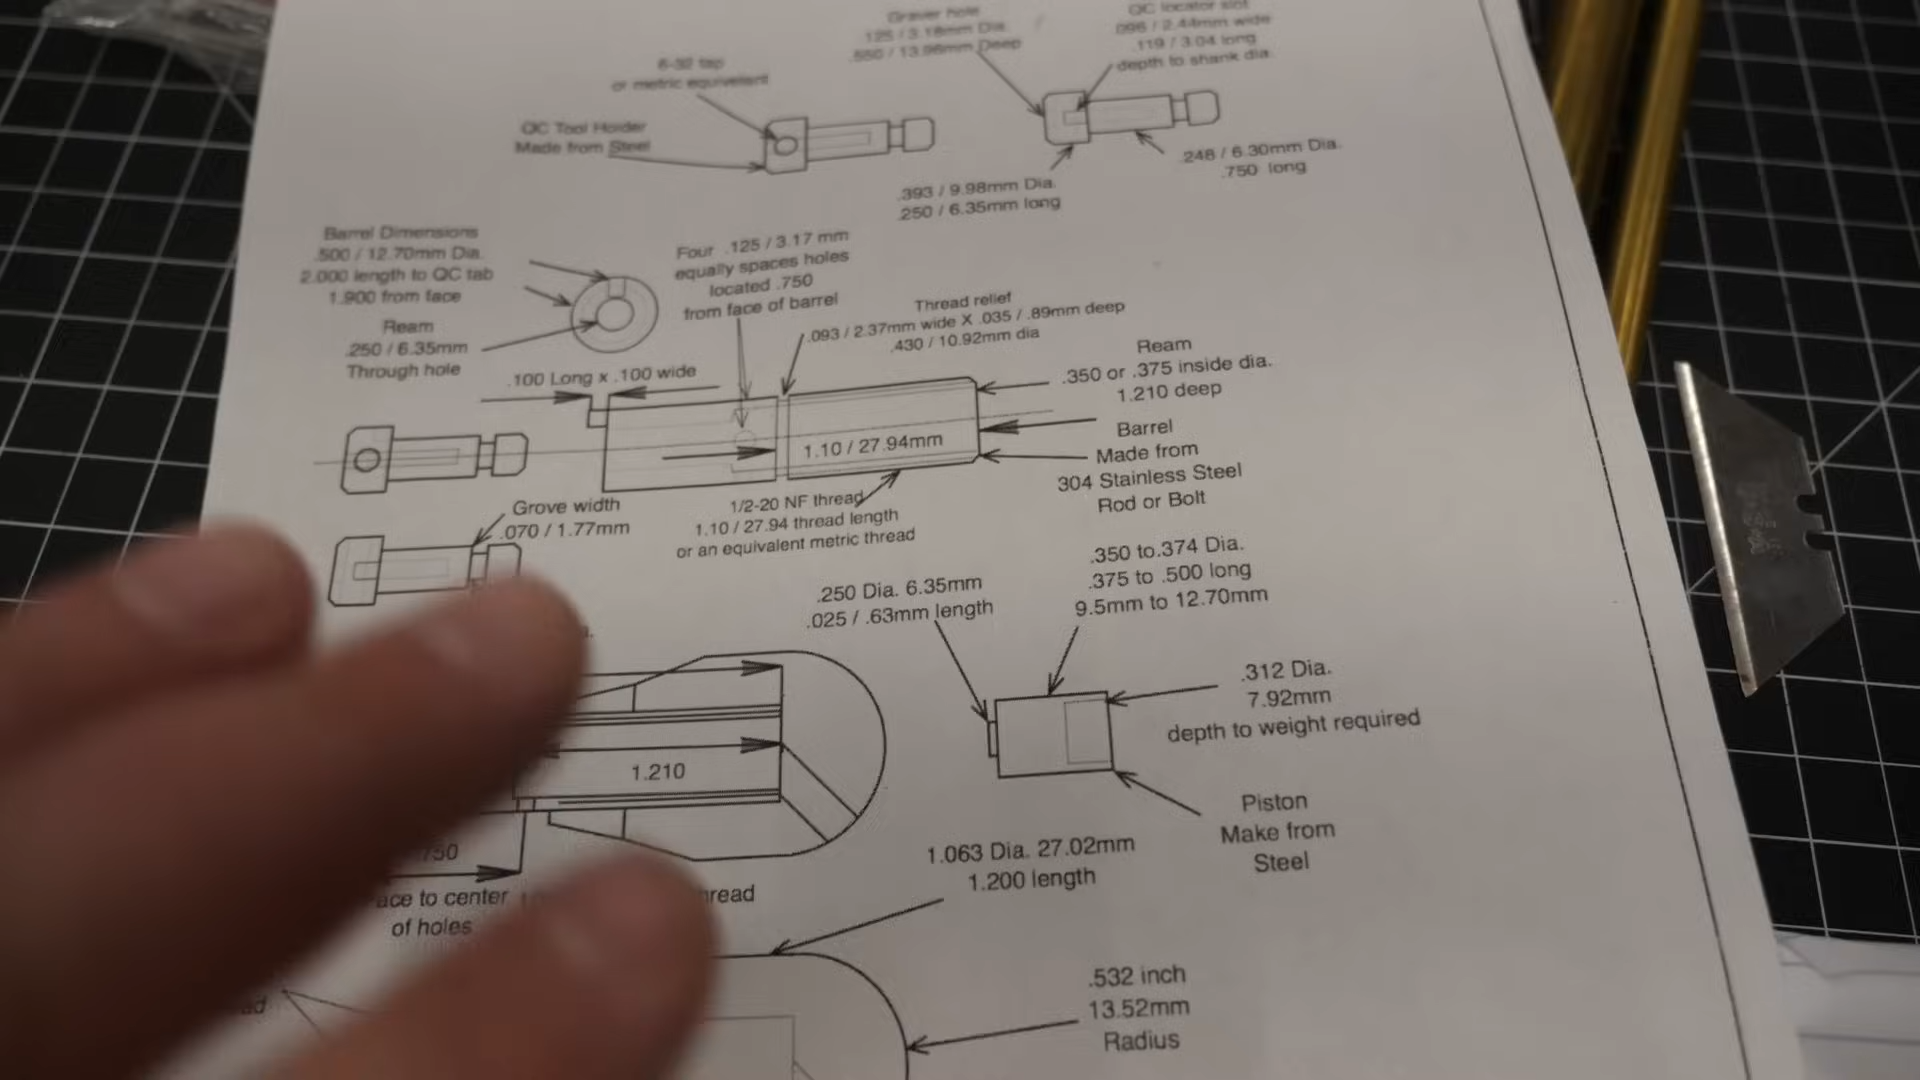 Graver hole
.125 / 3.18mm Dia.
.550 / 13.96mm Deep
QC locator slot
.096 / 2.44mm wide
.119 / 3.04 long
depth to shank dia.
6-32 tap
or metric equivelent
QC Tool Holder
Made from Steel
.248 / 6.30mm Dia.
.750 long
.393 / 9.98mm Dia.
.250 / 6.35mm long
Barrel Dimensions
.500 / 12.70mm Dia.
2.000 length to QC tab
1.900 from face
Four .125 / 3.17 mm
equally spaces holes
located .750
from face of barrel
Thread relief
.093 / 2.37mm wide X .035 / .89mm deep
.430 / 10.92mm dia
Ream
.250 / 6.35mm
Through hole
.100 Long x .100 wide
Ream
.350 or .375 inside dia.
1.210 deep
1.10 / 27.94mm
Barrel
Made from
304 Stainless Steel
Rod or Bolt
Grove width
.070 / 1.77mm
1/2-20 NF thread
1.10 / 27.94 thread length
or an equivalent metric thread
.250 Dia. 6.35mm
.025 / .63mm length
.350 to.374 Dia.
.375 to .500 long
9.5mm to 12.70mm
.312 Dia.
7.92mm
depth to weight required
1.210
Piston
Make from
Steel
750
ace to center
of holes
read
1.063 Dia. 27.02mm
1.200 length
.532 inch
13.52mm
Radius